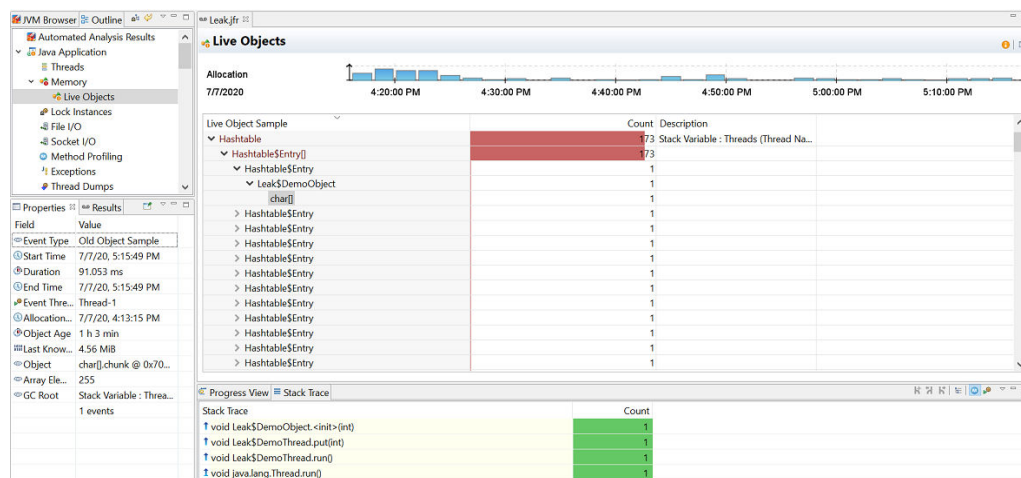 JVM Browser Outline
Automated Analysis Results
Java Application
Threads
Memory
Live Objects
Lock Instances
File I/O
Socket I/O
Method Profiling
Exceptions
Thread Dumps
Properties Results
Field Value
Event Type Old Object Sample
Start Time 7/7/20, 5:15:49 PM
Duration 91.053 ms
End Time 7/7/20, 5:15:49 PM
Event Thre... Thread-1
Allocation... 7/7/20, 4:13:15 PM
Object Age 1 h 3 min
Last Know... 4.56 MiB
Object char[].chunk @ 0x70...
Array Ele... 255
GC Root Stack Variable : Threa...
1 events
Leak.jfr
Live Objects
Allocation
7/7/2020 4:20:00 PM 4:30:00 PM 4:40:00 PM 4:50:00 PM 5:00:00 PM 5:10:00 PM
Live Object Sample Count Description
Hashtable 173 Stack Variable : Threads (Thread Na...
Hashtable$Entry[] 173
Hashtable$Entry 1
Leak$DemoObject 1
char[] 1
Hashtable$Entry 1
Hashtable$Entry 1
Hashtable$Entry 1
Hashtable$Entry 1
Hashtable$Entry 1
Hashtable$Entry 1
Hashtable$Entry 1
Hashtable$Entry 1
Hashtable$Entry 1
Hashtable$Entry 1
Hashtable$Entry 1
Progress View Stack Trace
Stack Trace Count
void Leak$DemoObject.<init>(int) 1
void Leak$DemoThread.put(int) 1
void Leak$DemoThread.run() 1
void java.lang.Thread.run() 1